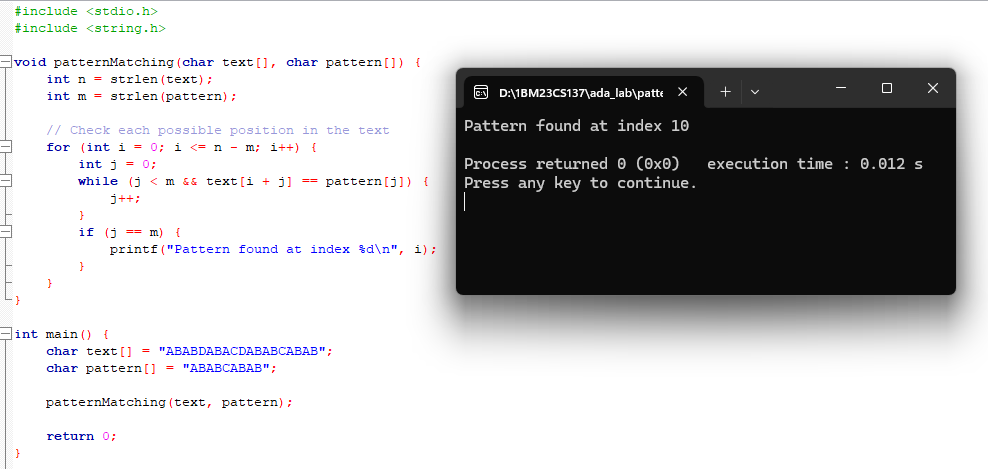 #include <stdio.h>
#include <string.h>
void patternMatching(char text[], char pattern[]) {
int n = strlen(text);
int m = strlen(pattern);
// Check each possible position in the text
for (int i = 0; i <= n - m; i++) {
int j = 0;
while (j < m && text[i + j] == pattern[j]) {
j++;
}
if (j == m) {
printf("Pattern found at index %d\n", i);
}
}
}
int main() {
char text[] = "ABABDABACDABABCABAB";
char pattern[] = "ABABCABAB";
patternMatching(text, pattern);
return 0;
}
D:\1BM23CS137\ada_lab\patte
Pattern found at index 10
Process returned 0 (0x0)   execution time : 0.012 s
Press any key to continue.